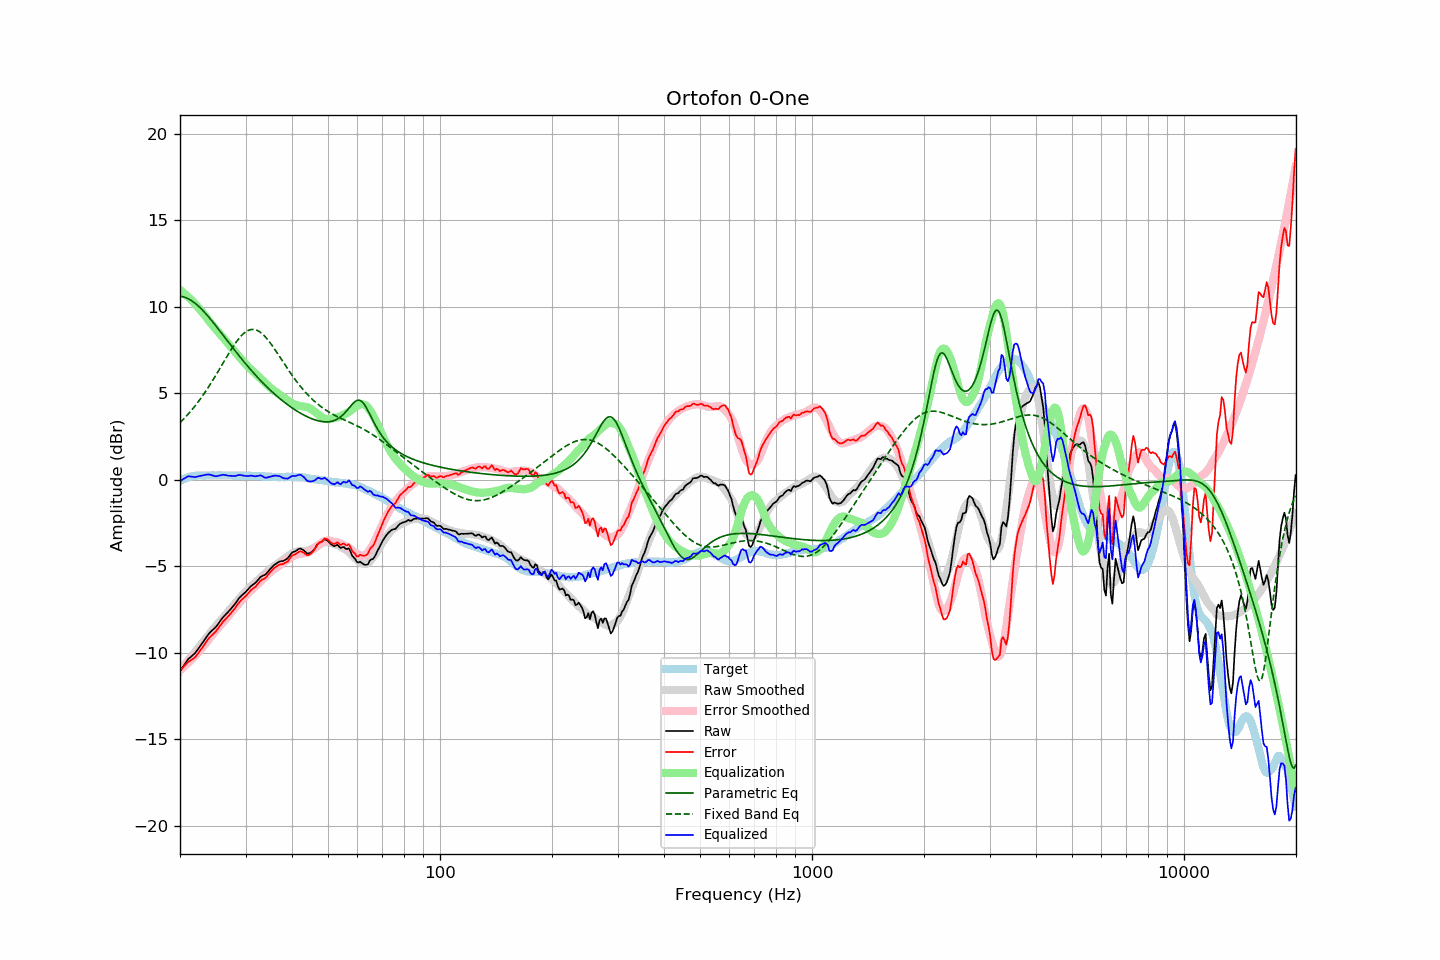 Ortofon 0-One
20
15
10
5
0
−5
−10
−15
−20
Amplitude (dBr)
Target
Raw Smoothed
Error Smoothed
Raw
Error
Equalization
Parametric Eq
Fixed Band Eq
Equalized
100
1000
10000
Frequency (Hz)